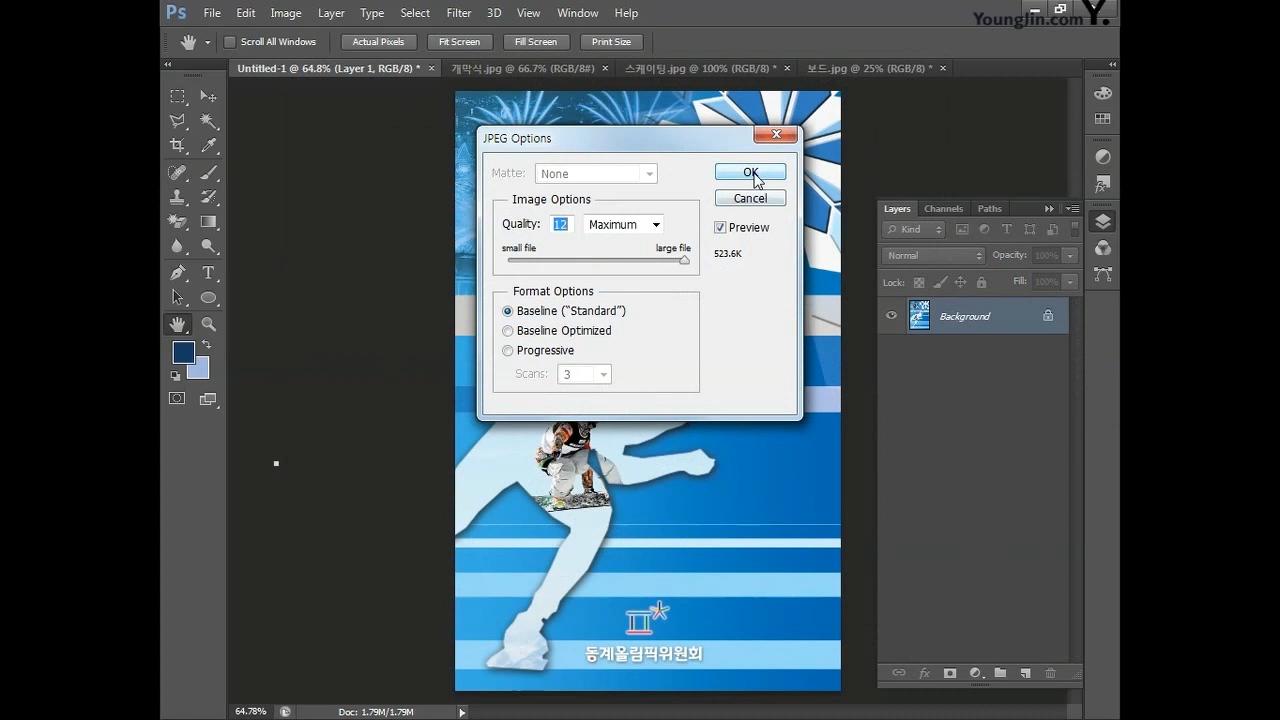 Ps File Edit Image Layer Type Select Filter 3D View Window Help
YoungJin.com Y.
Scroll All Windows Actual Pixels Fit Screen Fill Screen Print Size
Untitled-1 @ 64.8% (Layer 1, RGB/8) * × 개막식.jpg @ 66.7% (RGB/8#) × 스케이팅.jpg @ 100% (RGB/8) * × 보드.jpg @ 25% (RGB/8) * ×
JPEG Options
Matte: None
OK
Image Options
Cancel
Quality: 12 Maximum
Preview
small file large file
523.6K
Format Options
Baseline (“Standard”)
Baseline Optimized
Progressive
Scans: 3
Layers Channels Paths
Kind
Normal Opacity: 100%
Lock: Fill: 100%
Background
동계올림픽위원회
64.78% Doc: 1.79M/1.79M